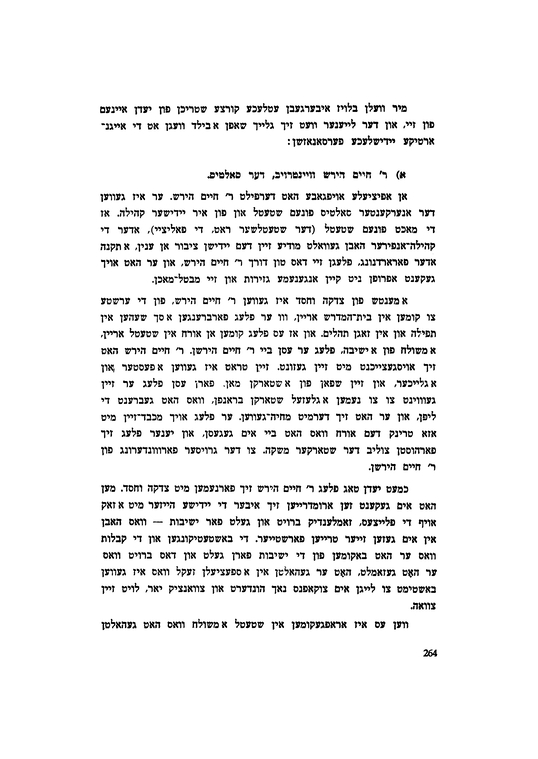 מיר וועלן בלויז איבערגעבן עטלעכע קורצע שטריכן פון יעדן איינעם
פון זיי, און דער לייענער וועט זיך גלייך שאפן א בילד וועגן אט די אייגנ־
ארטיקע יידישלעכע פערסאנאזשן:
א) ר' חיים הירש וויינטרויב, דער סאלטיס.
אן אפיציעלע אויפגאבע האט דערפילט ר' חיים הירש. ער איז געווען
דער אנערקענטער סאלטיס פונעם שטעטל און פון איר יידישער קהילה. אז
די מאכט פונעם שטעטל (דער שטעטלשער ראט, די פאליציי), אדער די
קהילה־אנפירער האבן געוואלט מודיע זיין דעם יידישן ציבור אן ענין, א תקנה
אדער פארארדנונג, פלעגן זיי דאס טון דורך ר' חיים הירש, און ער האט אויך
געקענט אפרופן ניט קיין אנגענעמע גזירות און זיי מבטל־מאכן.
א מענטש פון צדקה וחסד איז געווען ר' חיים הירש, פון די ערשטע
צו קומען אין בית־המדרש אריין, ווו ער פלעג פארברענגען א סך שעהען אין
תפילה און אין זאגן תהלים. און אז עס פלעג קומען אן אורח אין שטעטל אריין,
א משולח פון א ישיבה, פלעג ער עסן ביי ר' חיים הירשן. ר' חיים הירש האט
זיך אויסגעצייכנט מיט זיין געזונט. זיין טראט איז געווען א פעסטער און
א גלייכער, און זיין שפאן פון א שטארקן מאן. פארן עסן פלעג ער זיין
געווינט צו צו נעמען א גלעזעל שטארקן בראנפן, וואס האט געברענט די
ליפן, און ער האט זיך דערמיט מחיה־געווען. ער פלעג אויך מכבד־זיין מיט
אזא טרינק דעם אורח וואס האט ביי אים געגעסן, און יענער פלעג זיך
פארהוסטן צוליב דער שטארקער משקה. צו דער גרויסער פארווונדערונג פון
ר' חיים הירשן.
כמעט יעדן טאג פלעג ר' חיים הירש זיך פארנעמען מיט צדקה וחסד. מען
האט אים געקענט זען ארומדרייען זיך איבער די יידישע הייזער מיט א זאק
אויף די פלייצעס, זאמלענדיק ברויט און געלט פאר ישיבות — וואס האבן
אין אים געזען זייער טרייען פארשטייער. די באשטעטיקונגען און די קבלות
וואס ער האט באקומען פון די ישיבות פארן געלט און דאס ברויט וואס
ער האט געזאמלט, האט ער געהאלטן אין א ספעציעלן זעקל וואס איז געווען
באשטימט צו לייגן אים צוקאפנס נאך הונדערט און צוואנציק יאר, לויט זיין
צוואה.
ווען עס איז אראפגעקומען אין שטעטל א משולח וואס האט געהאלטן
264